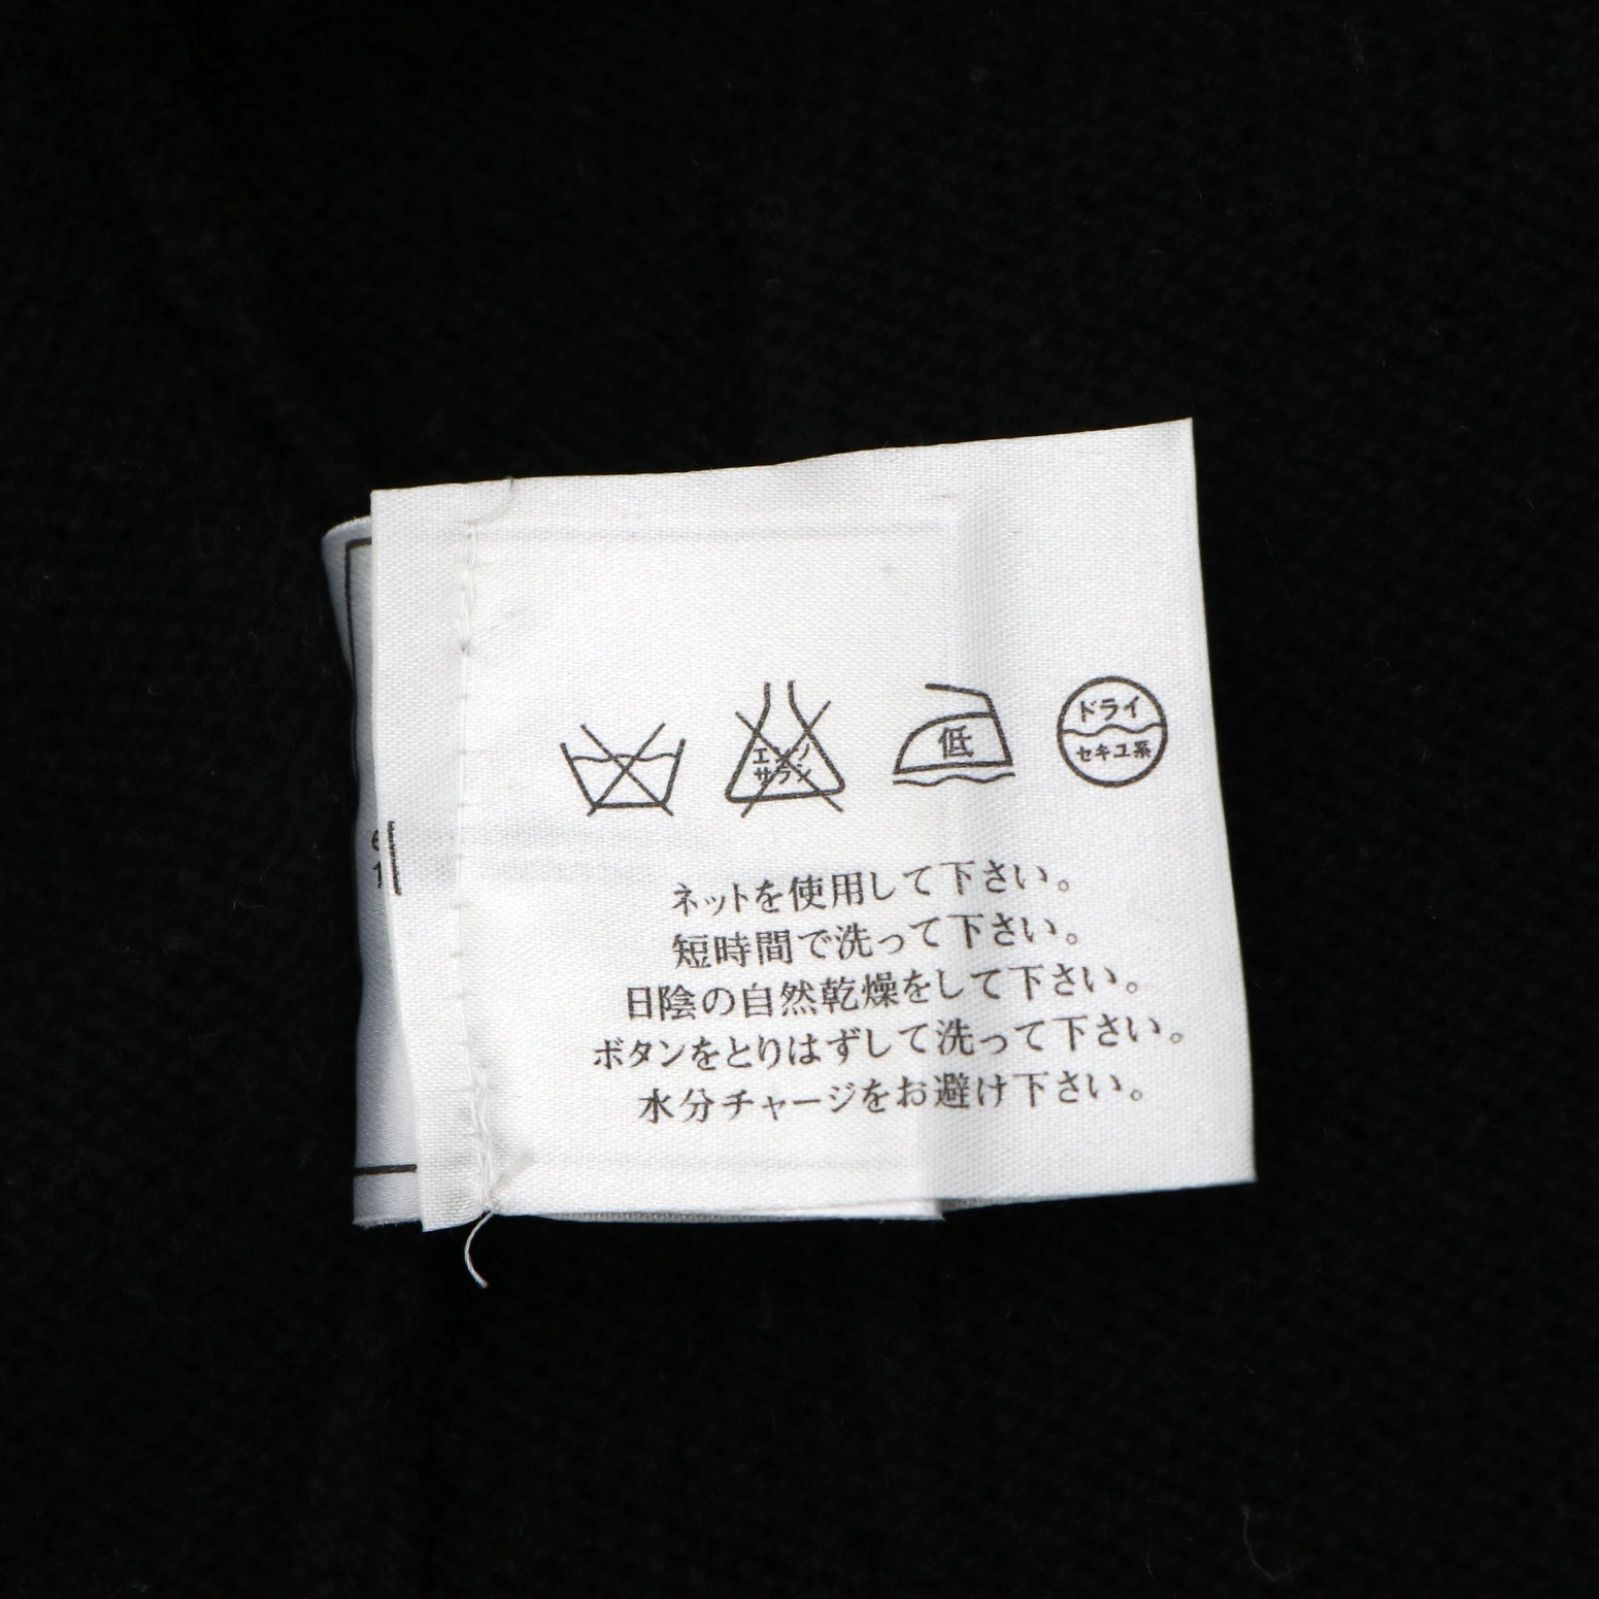 エンソ
サラシ
低
ドライ
セキユ系
ネットを使用して下さい。
短時間で洗って下さい。
日陰の自然乾燥をして下さい。
ボタンをとりはずして洗って下さい。
水分チャージをお避け下さい。